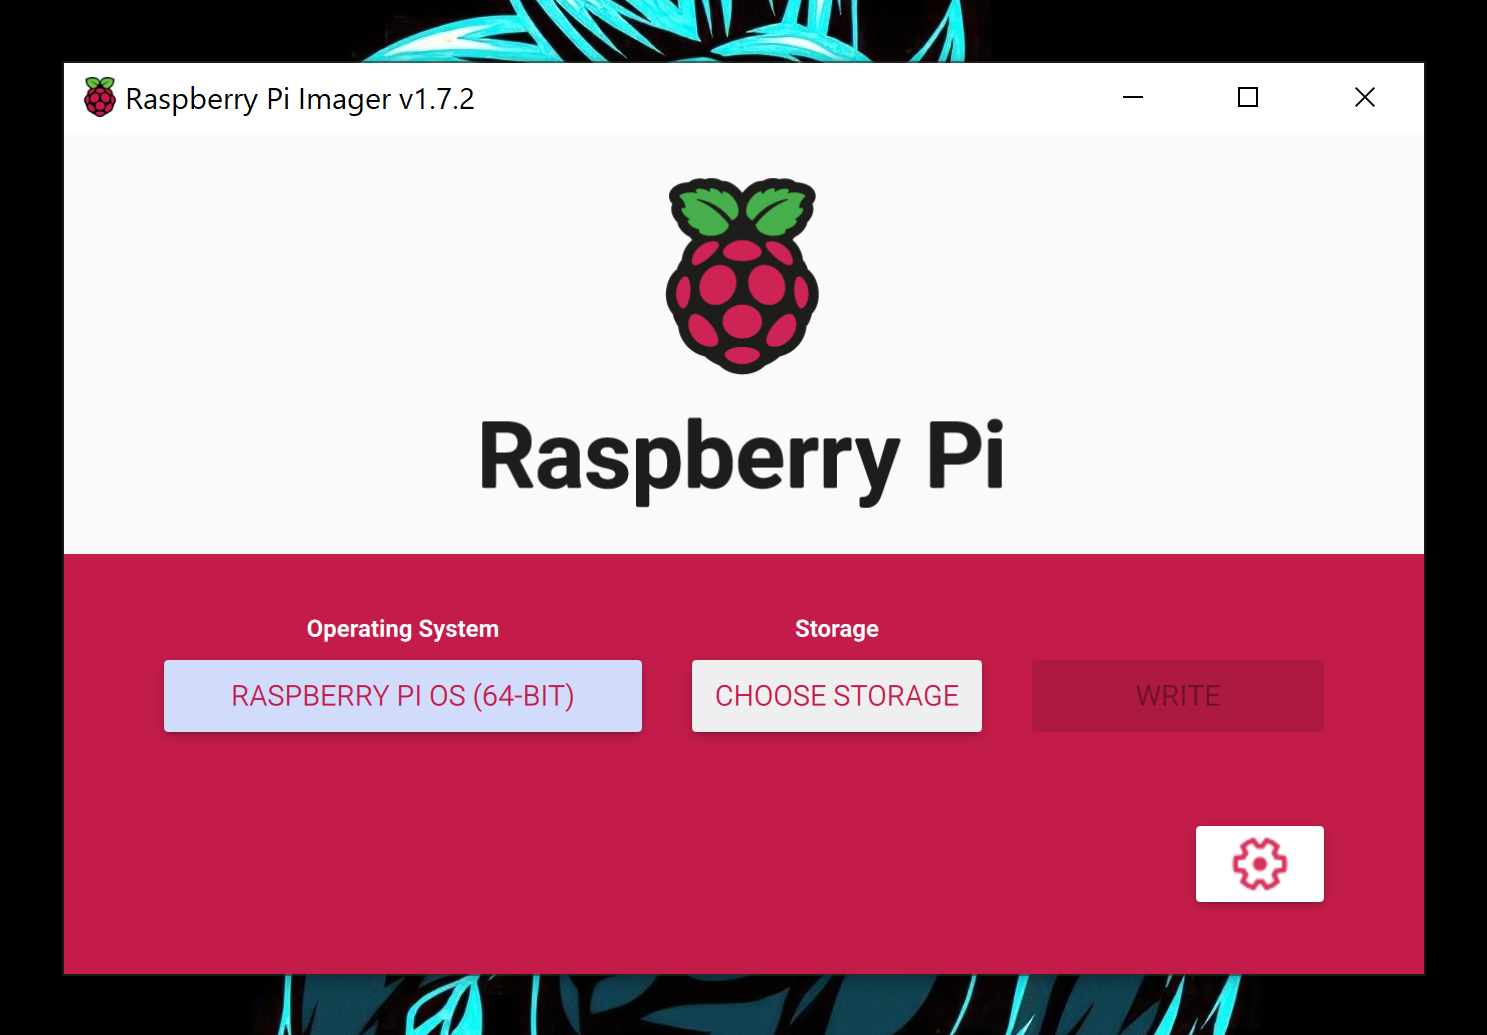 Raspberry Pi Imager v1.7.2
Raspberry Pi
Operating System
Storage
RASPBERRY PI OS (64-BIT)
CHOOSE STORAGE
WRITE